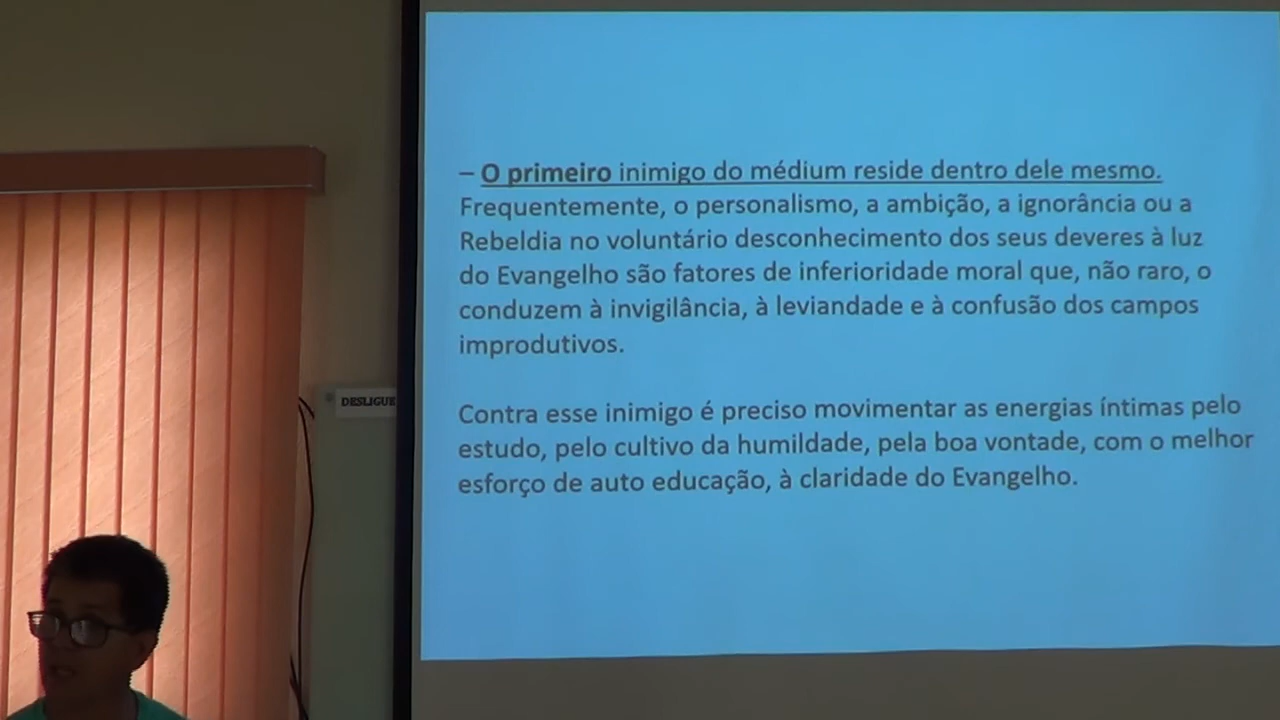 – O primeiro inimigo do médium reside dentro dele mesmo.
Frequentemente, o personalismo, a ambição, a ignorância ou a
Rebeldia no voluntário desconhecimento dos seus deveres à luz
do Evangelho são fatores de inferioridade moral que, não raro, o
conduzem à invigilância, à leviandade e à confusão dos campos
improdutivos.
Contra esse inimigo é preciso movimentar as energias íntimas pelo
estudo, pelo cultivo da humildade, pela boa vontade, com o melhor
esforço de auto educação, à claridade do Evangelho.
DESLIGUE